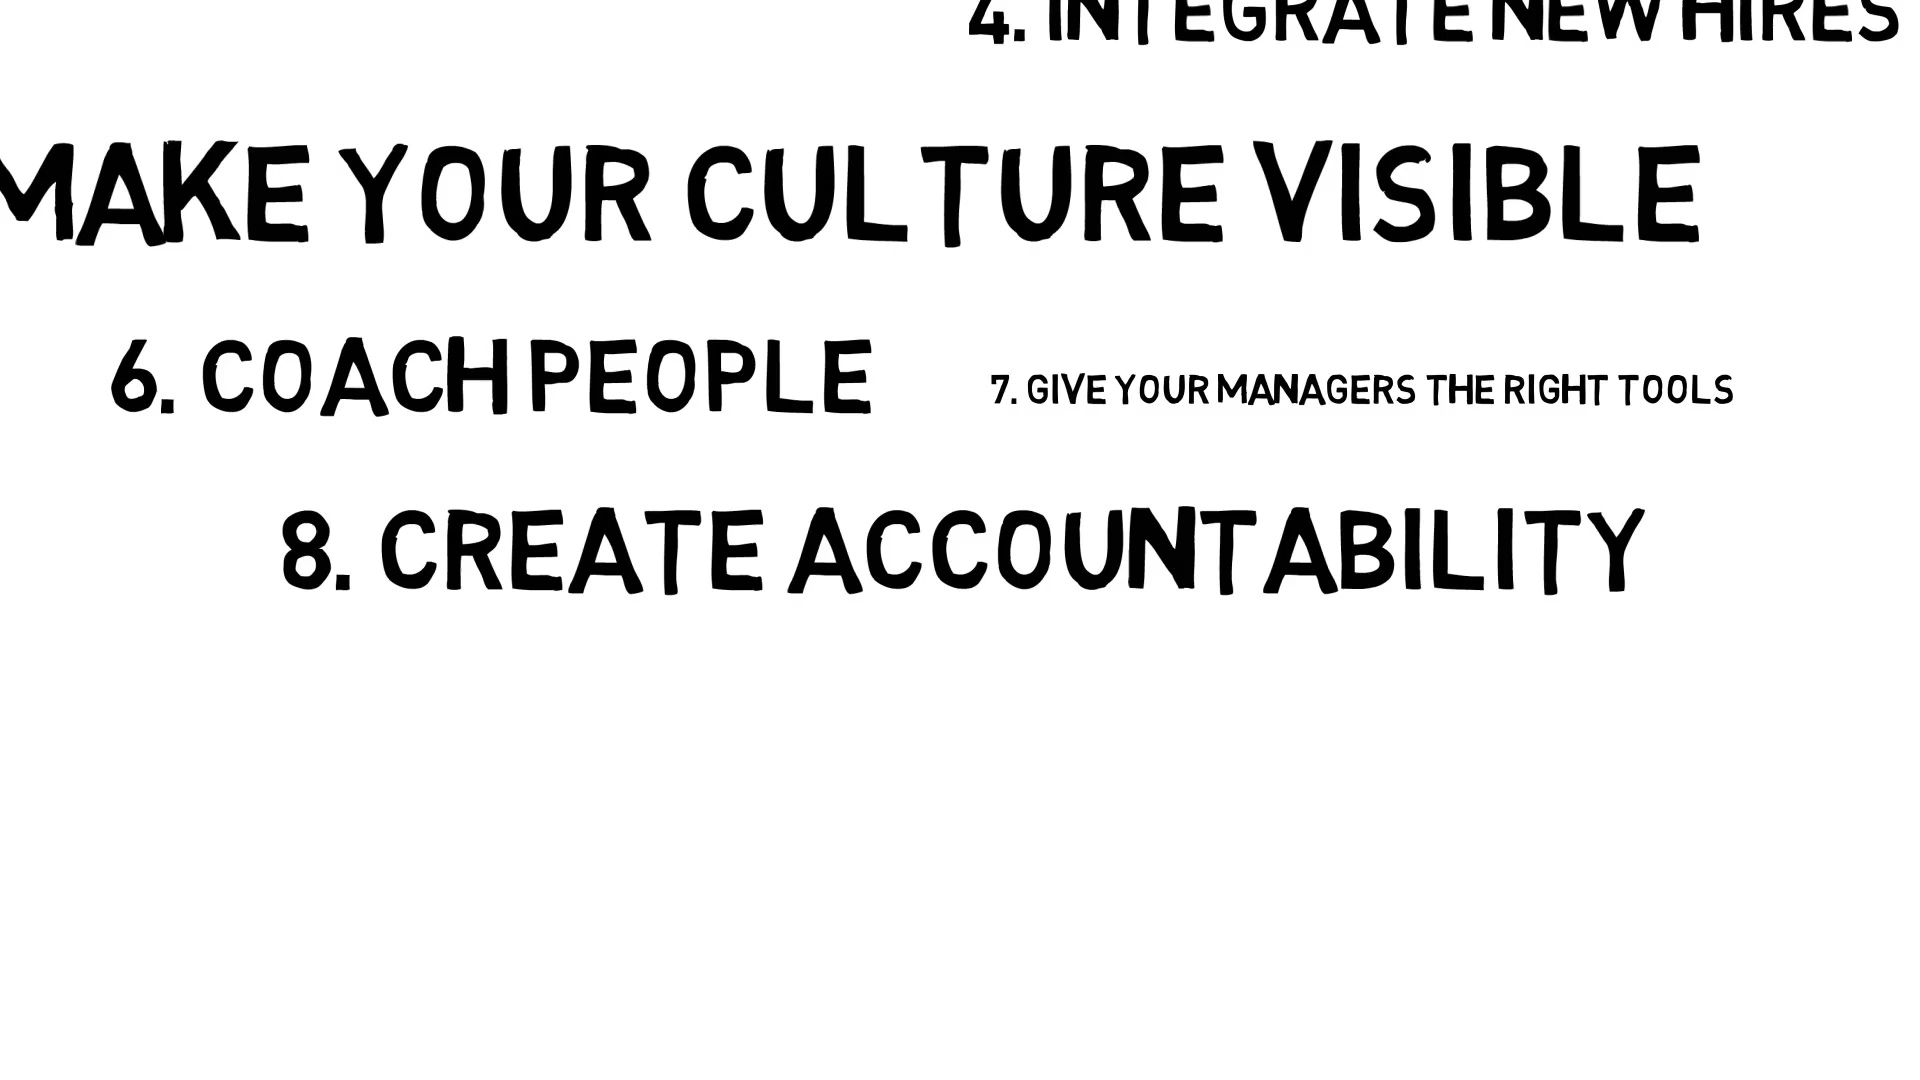 4. INTEGRATE NEW HIRES
MAKE YOUR CULTURE VISIBLE
6. COACH PEOPLE
7. GIVE YOUR MANAGERS THE RIGHT TOOLS
8. CREATE ACCOUNTABILITY